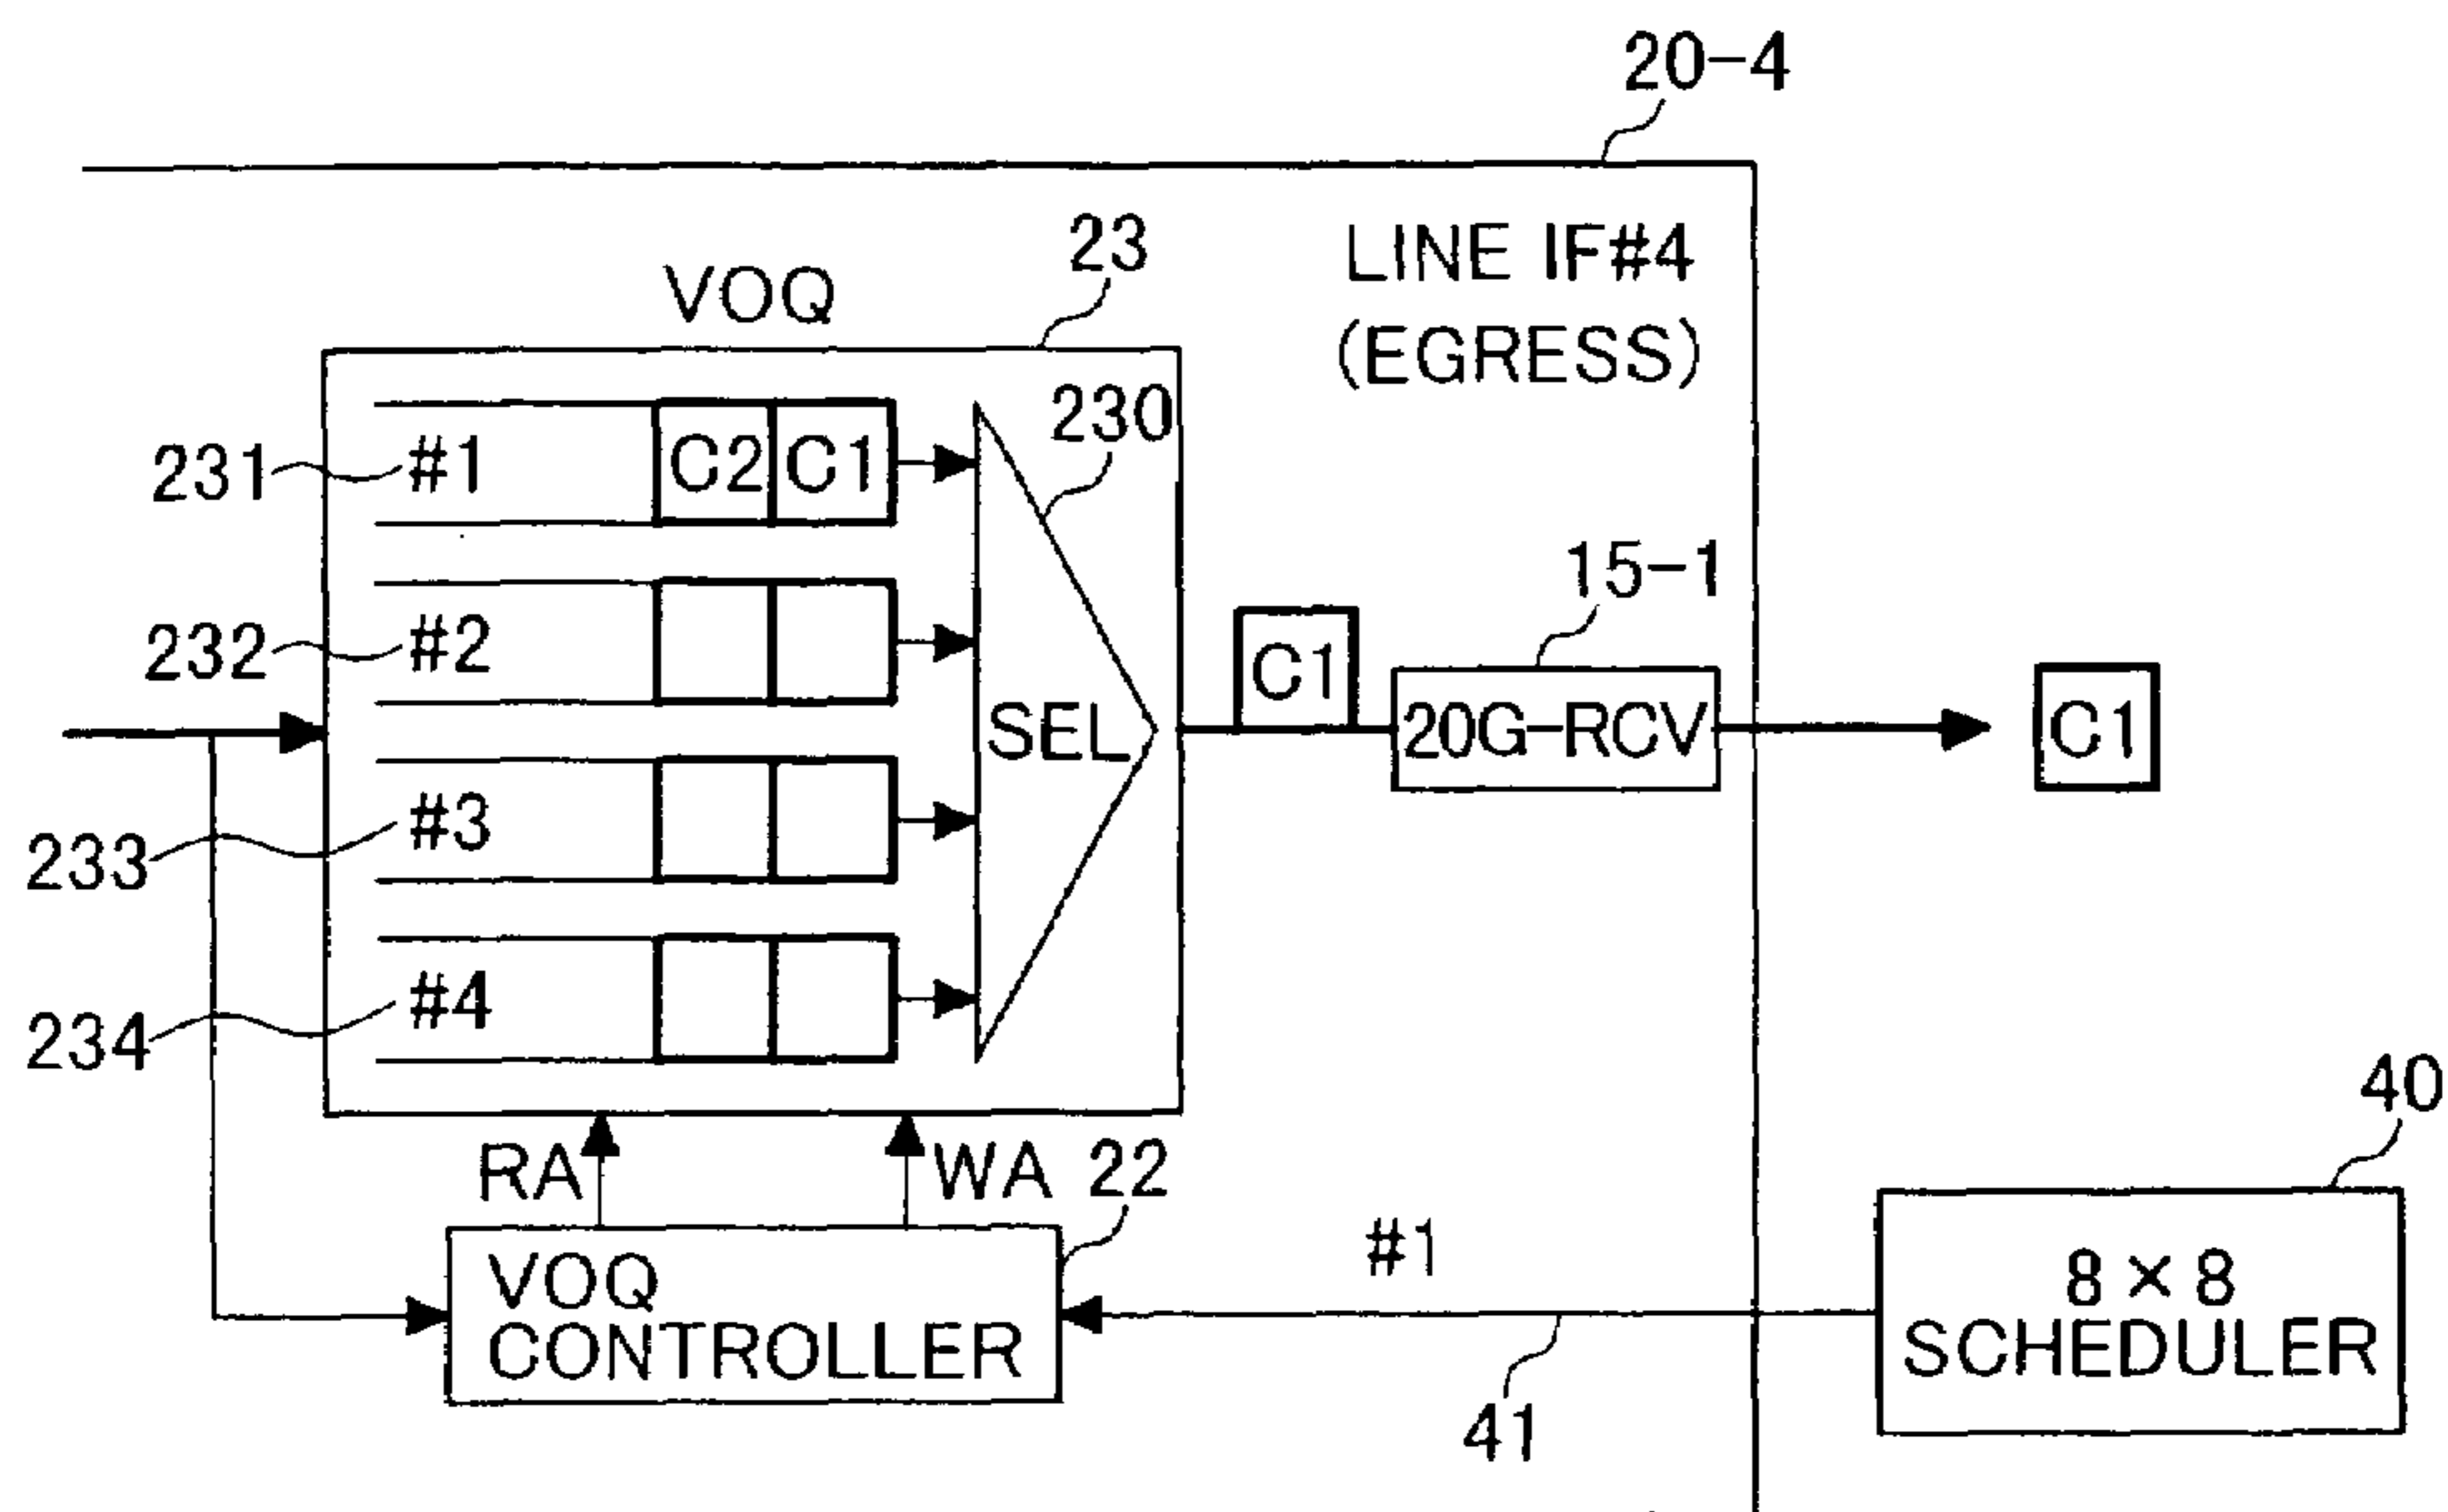 20-4
LINE IF#4
(EGRESS)
23
VOQ
230
231
#1
C2
C1
232
#2
233
#3
234
#4
SEL
C1
15-1
20G-RCV
C1
RA
WA
22
VOQ
CONTROLLER
#1
41
40
8×8
SCHEDULER